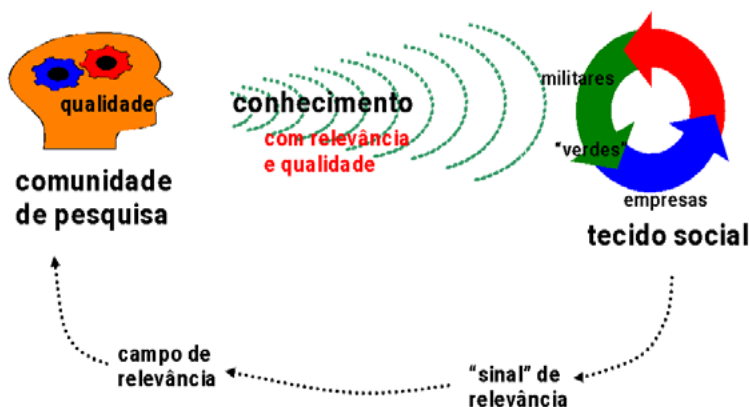 qualidade
comunidade
de pesquisa
conhecimento
com relevância
e qualidade
militares
"verdes"
empresas
tecido social
campo de
relevância
"sinal" de
relevância